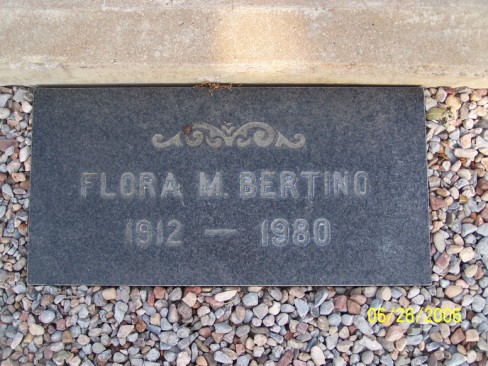 FLORA M. BERTINO
1912 — 1980
06/28/2006